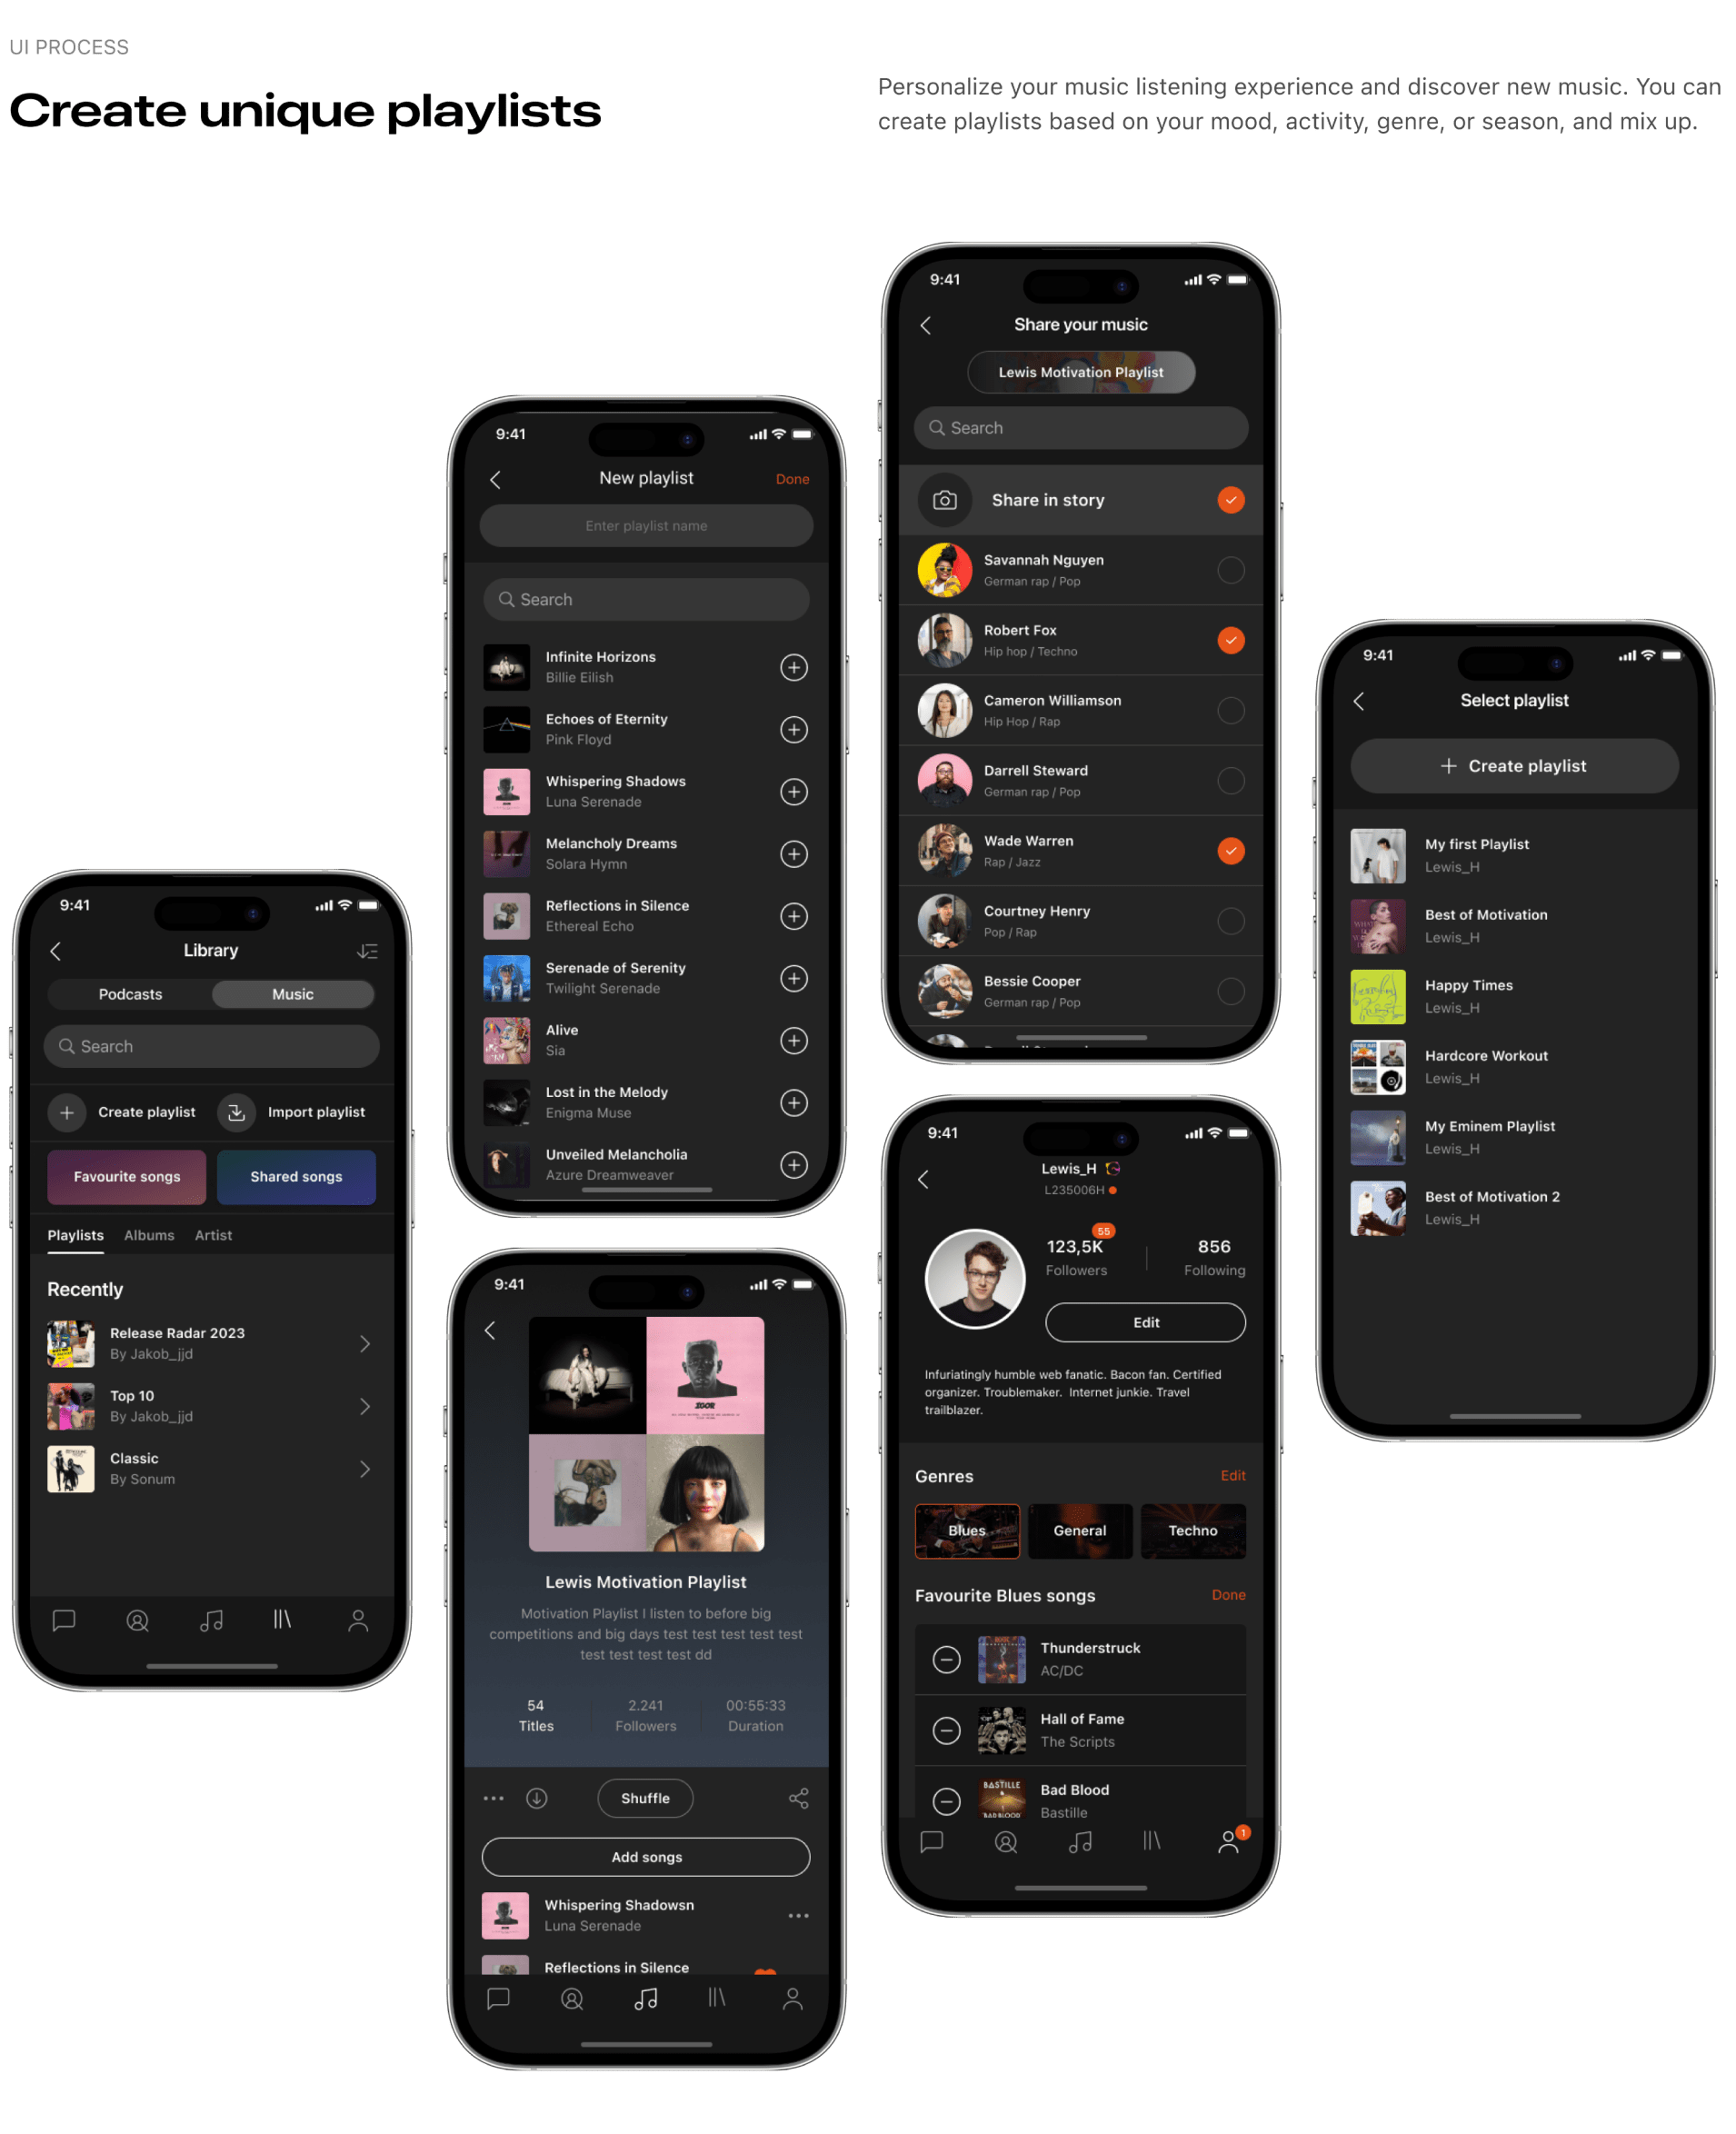 UI PROCESS
Create unique playlists
Personalize your music listening experience and discover new music. You can
create playlists based on your mood, activity, genre, or season, and mix up.
9:41
Library
Podcasts
Music
Search
Create playlist
Import playlist
Favourite songs
Shared songs
Playlists
Albums
Artist
Recently
Release Radar 2023
By Jakob_jjd
Top 10
By Jakob_jjd
Classic
By Sonum
9:41
New playlist
Done
Enter playlist name
Search
Infinite Horizons
Billie Eilish
Echoes of Eternity
Pink Floyd
Whispering Shadows
Luna Serenade
Melancholy Dreams
Solara Hymn
Reflections in Silence
Ethereal Echo
Serenade of Serenity
Twilight Serenade
Alive
Sia
Lost in the Melody
Enigma Muse
Unveiled Melancholia
Azure Dreamweaver
9:41
IGOR
Lewis Motivation Playlist
Motivation Playlist I listen to before big
competitions and big days test test test test test
test test test test dd
54
Titles
2.241
Followers
00:55:33
Duration
Shuffle
Add songs
Whispering Shadowsn
Luna Serenade
Reflections in Silence
9:41
Share your music
Lewis Motivation Playlist
Search
Share in story
Savannah Nguyen
German rap / Pop
Robert Fox
Hip hop / Techno
Cameron Williamson
Hip Hop / Rap
Darrell Steward
German rap / Pop
Wade Warren
Rap / Jazz
Courtney Henry
Pop / Rap
Bessie Cooper
German rap / Pop
9:41
Lewis_H
L235006H
55
123,5K
Followers
856
Following
Edit
Infuriatingly humble web fanatic. Bacon fan. Certified
organizer. Troublemaker. Internet junkie. Travel
trailblazer.
Genres
Edit
Blues
General
Techno
Favourite Blues songs
Done
Thunderstruck
AC/DC
Hall of Fame
The Scripts
BASTILLE
BAD BLOOD
Bad Blood
Bastille
1
9:41
Select playlist
Create playlist
My first Playlist
Lewis_H
Best of Motivation
Lewis_H
Happy Times
Lewis_H
Hardcore Workout
Lewis_H
My Eminem Playlist
Lewis_H
Best of Motivation 2
Lewis_H